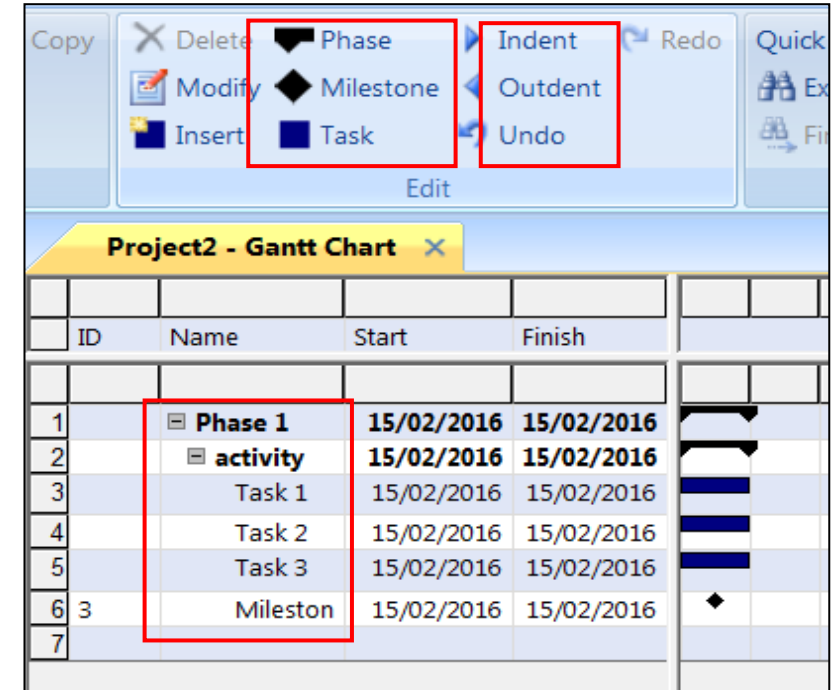 Copy Delete Phase Indent Redo Quick
Modify Milestone Outdent
Insert Task Undo
Edit
Project2 - Gantt Chart
ID Name Start Finish
1 Phase 1 15/02/2016 15/02/2016
2 activity 15/02/2016 15/02/2016
3 Task 1 15/02/2016 15/02/2016
4 Task 2 15/02/2016 15/02/2016
5 Task 3 15/02/2016 15/02/2016
6 3 Mileston 15/02/2016 15/02/2016
7